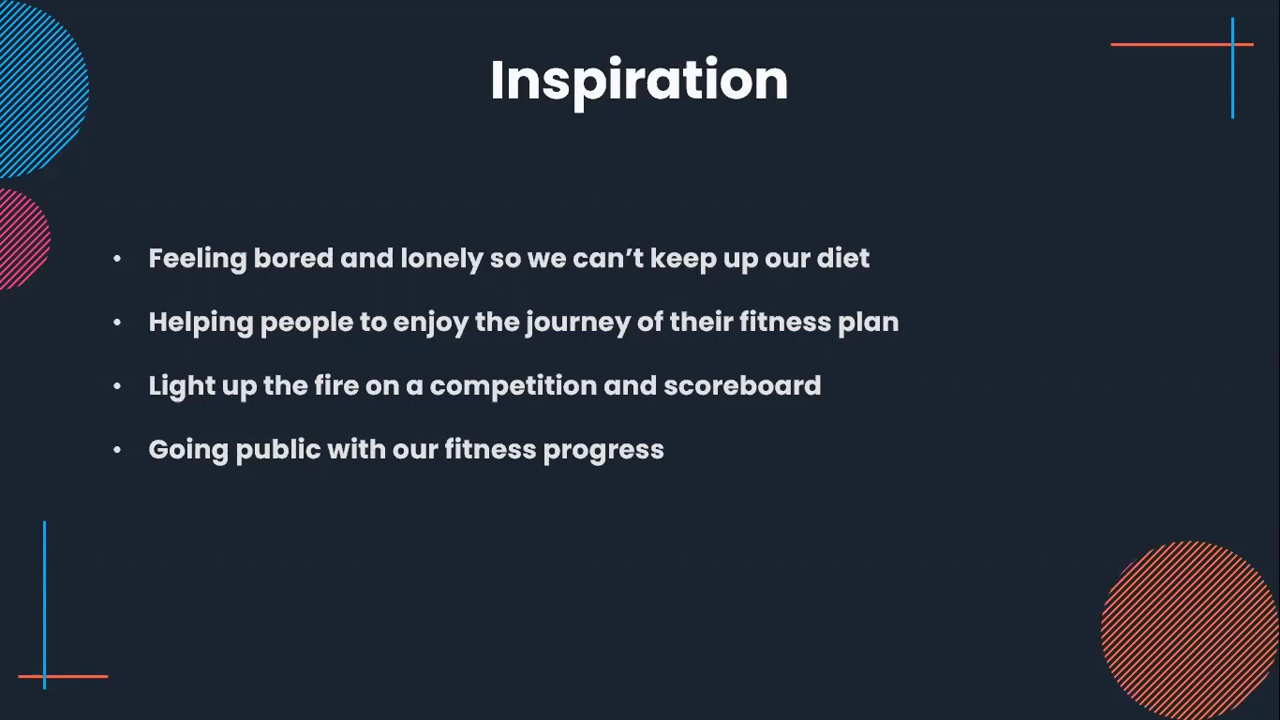 Inspiration
• Feeling bored and lonely so we can’t keep up our diet
• Helping people to enjoy the journey of their fitness plan
• Light up the fire on a competition and scoreboard
• Going public with our fitness progress